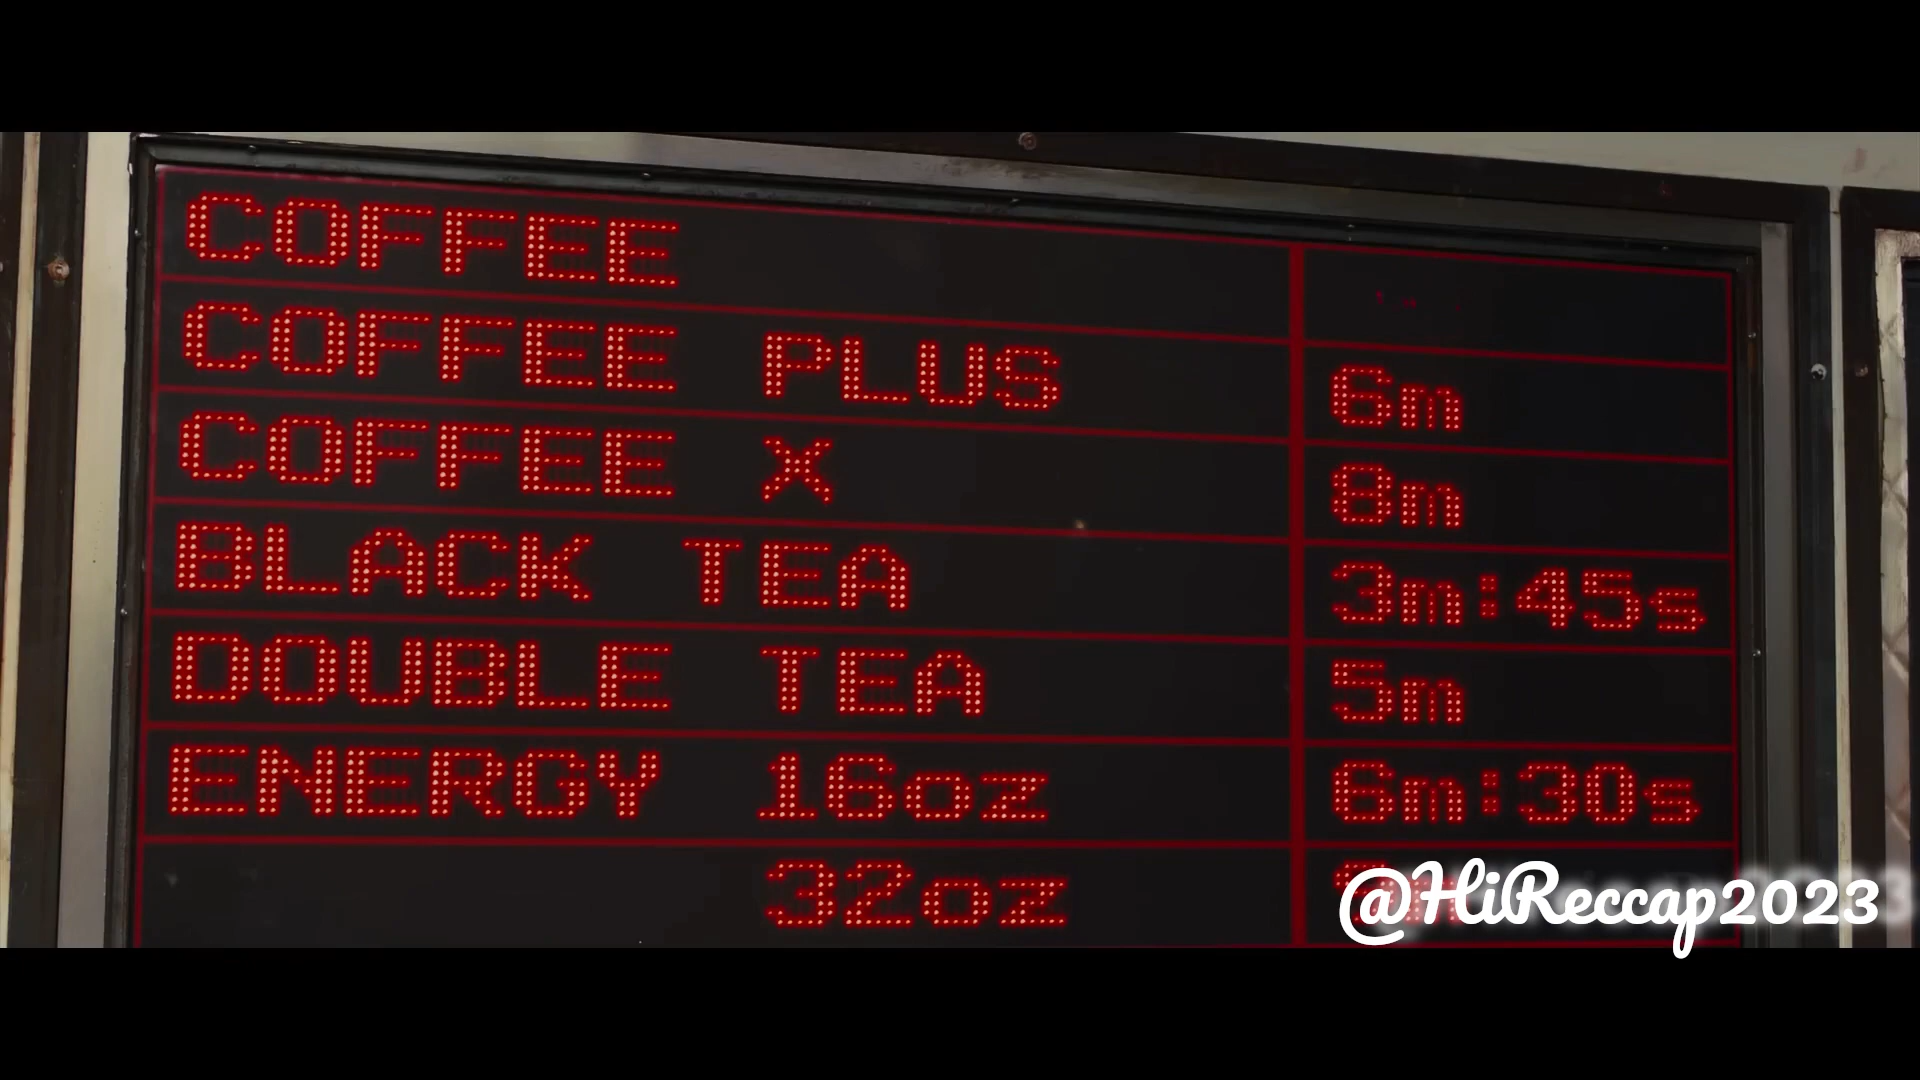 COFFEE
COFFEE PLUS 6m
COFFEE X 8m
BLACK TEA 3m:45s
DOUBLE TEA 5m
ENERGY 16oz 6m:30s
32oz
@HiReccap2023